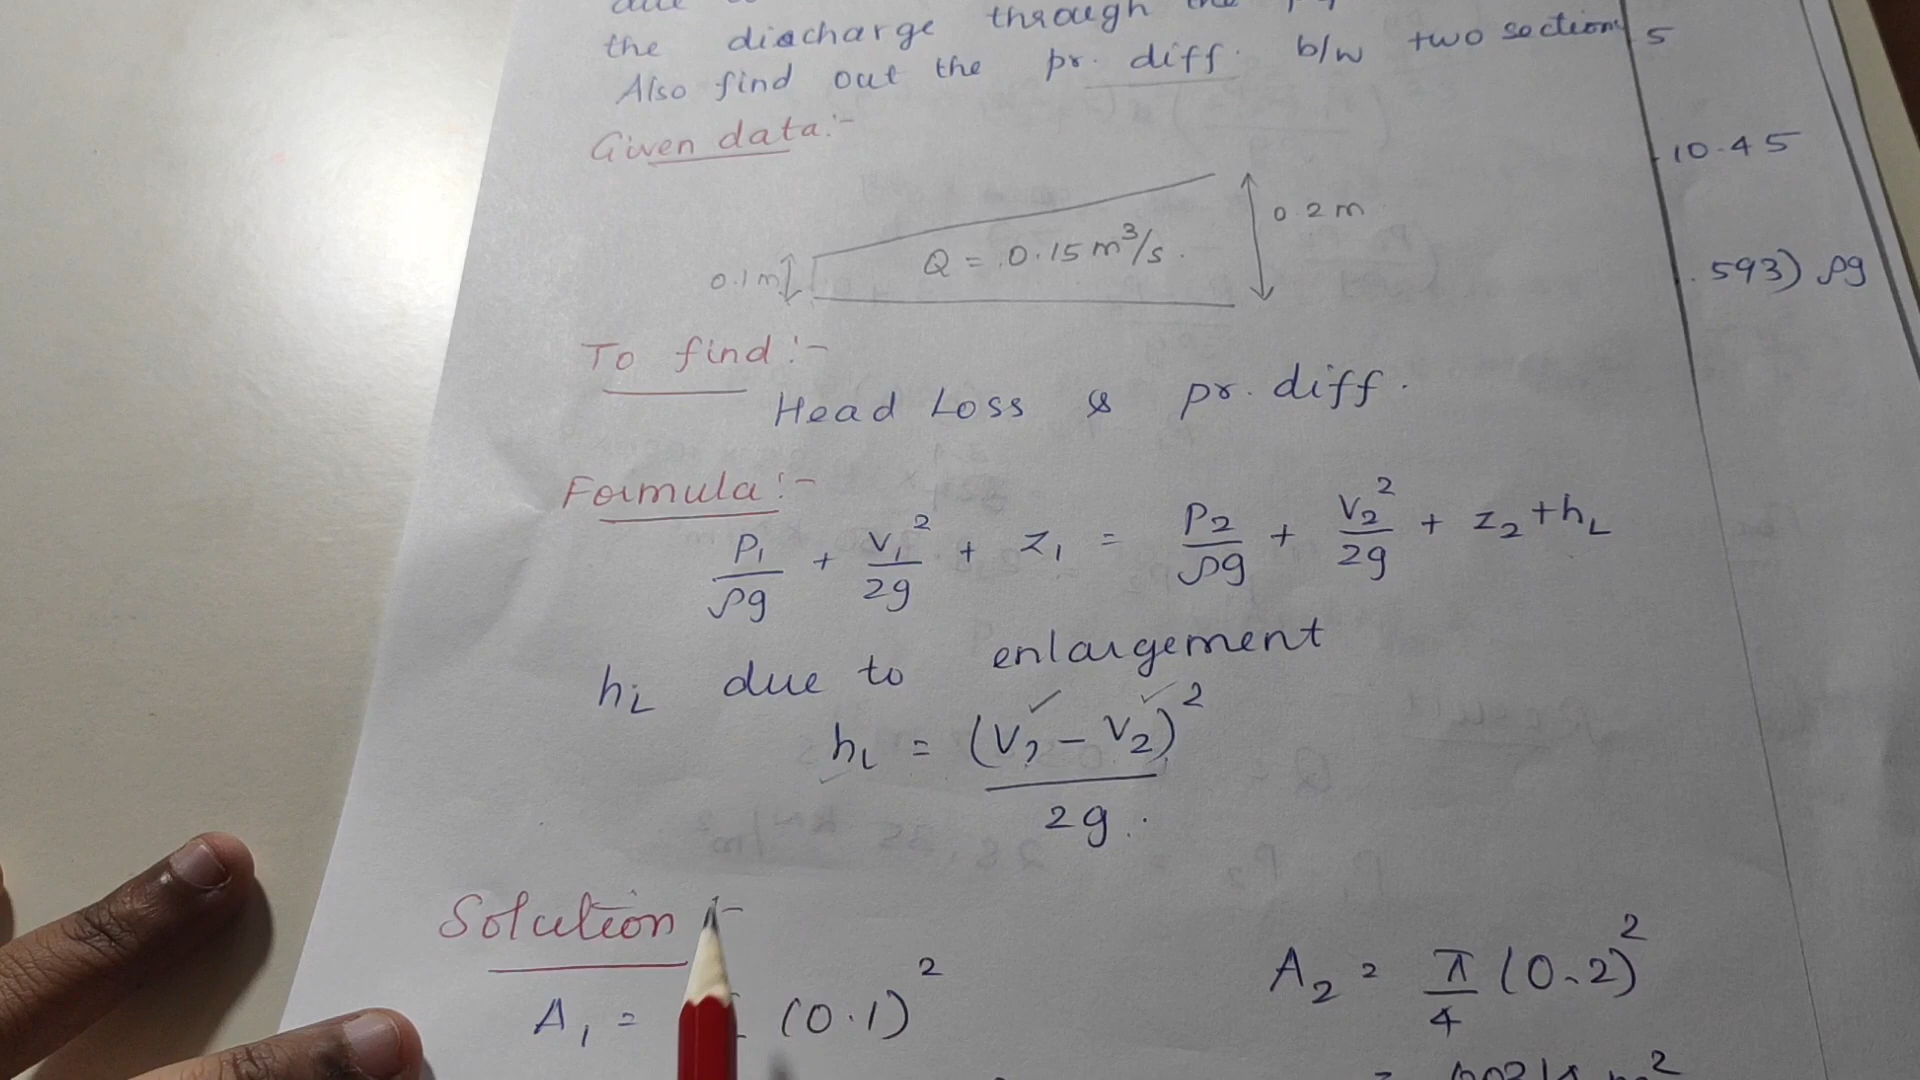 the discharge through the
Also find out the pr. diff. b/w two section
5
Given data:-
10.45
0.2 m
Q = 0.15 m³/s.
0.1 m
.593) ρg
To find:-
Head Loss & pr. diff.
Formula:-
P₁/ρg + V₁²/2g + Z₁ = P₂/ρg + V₂²/2g + Z₂ + hL
hL due to enlargement
hL = (V₁ - V₂)²/2g.
Solution :-
A₁ = (0.1)²
A₂ = π/4 (0.2)²